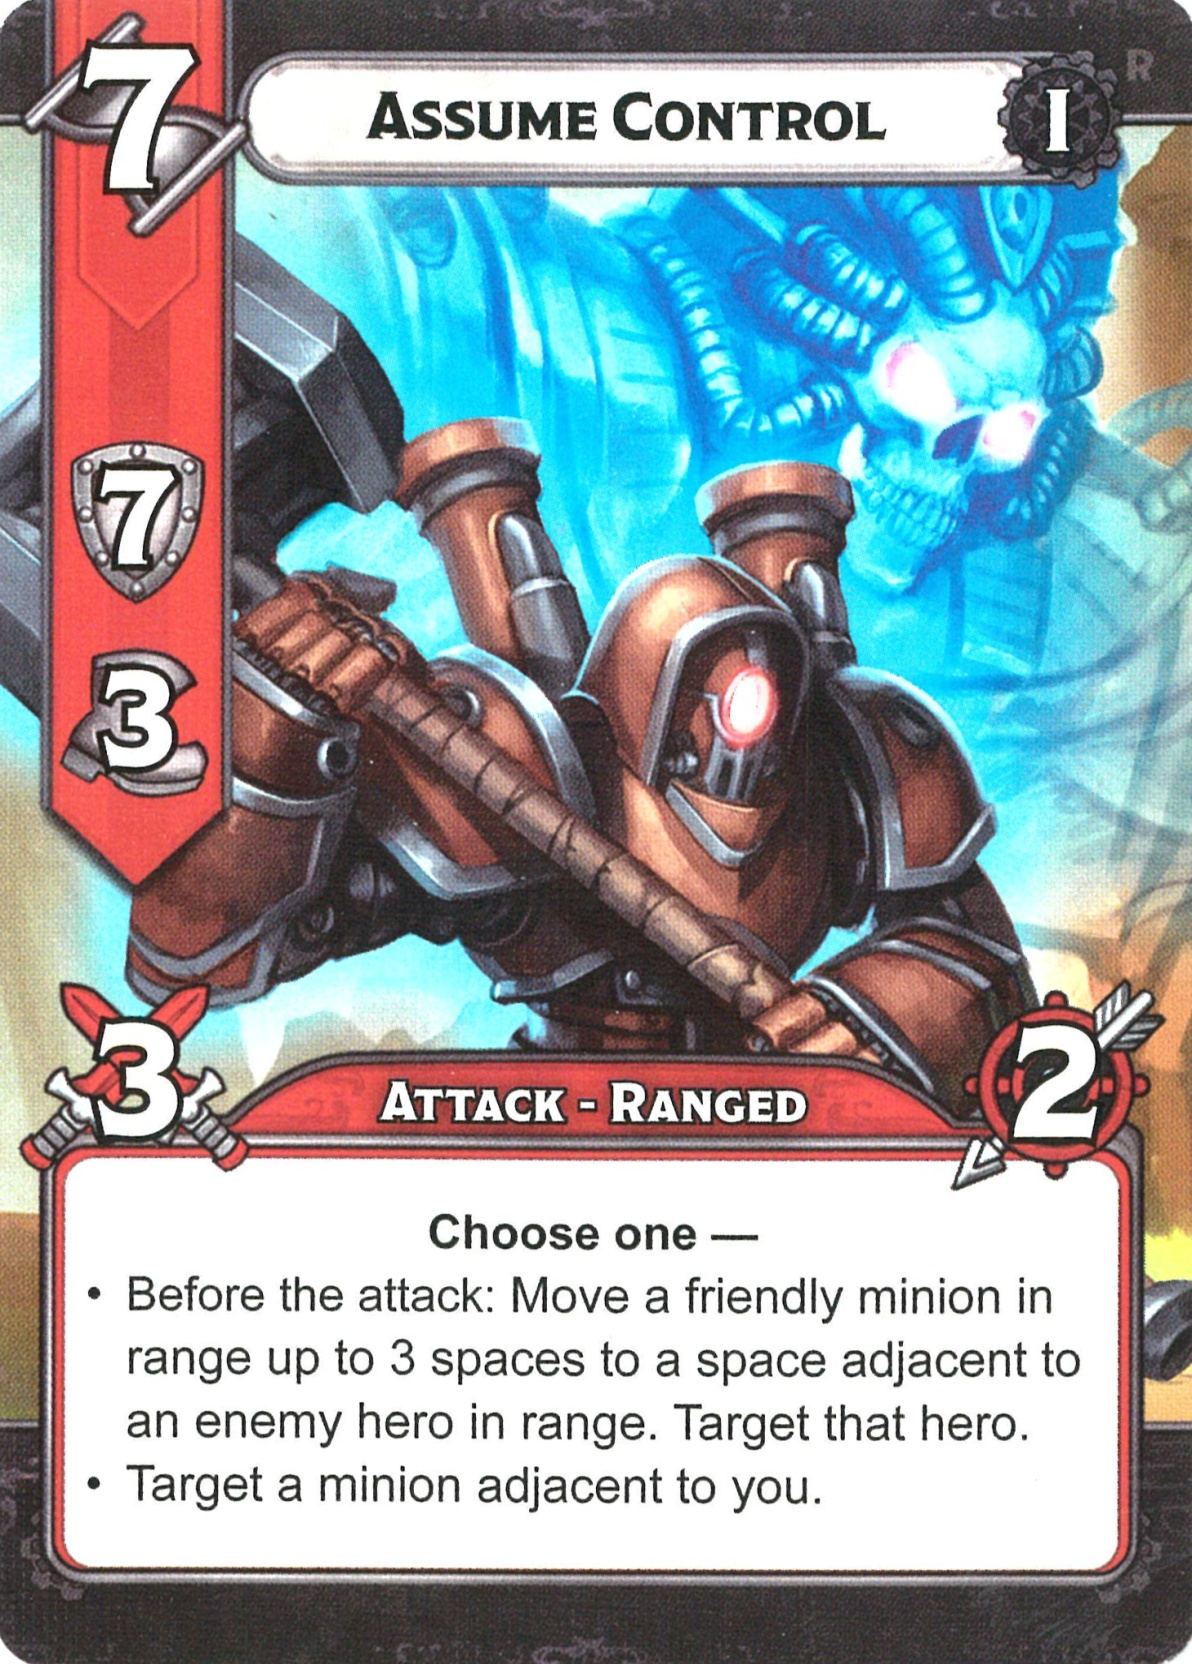 7
ASSUME CONTROL
I
R
7
3
3
ATTACK - RANGED
2
Choose one —
• Before the attack: Move a friendly minion in
range up to 3 spaces to a space adjacent to
an enemy hero in range. Target that hero.
• Target a minion adjacent to you.